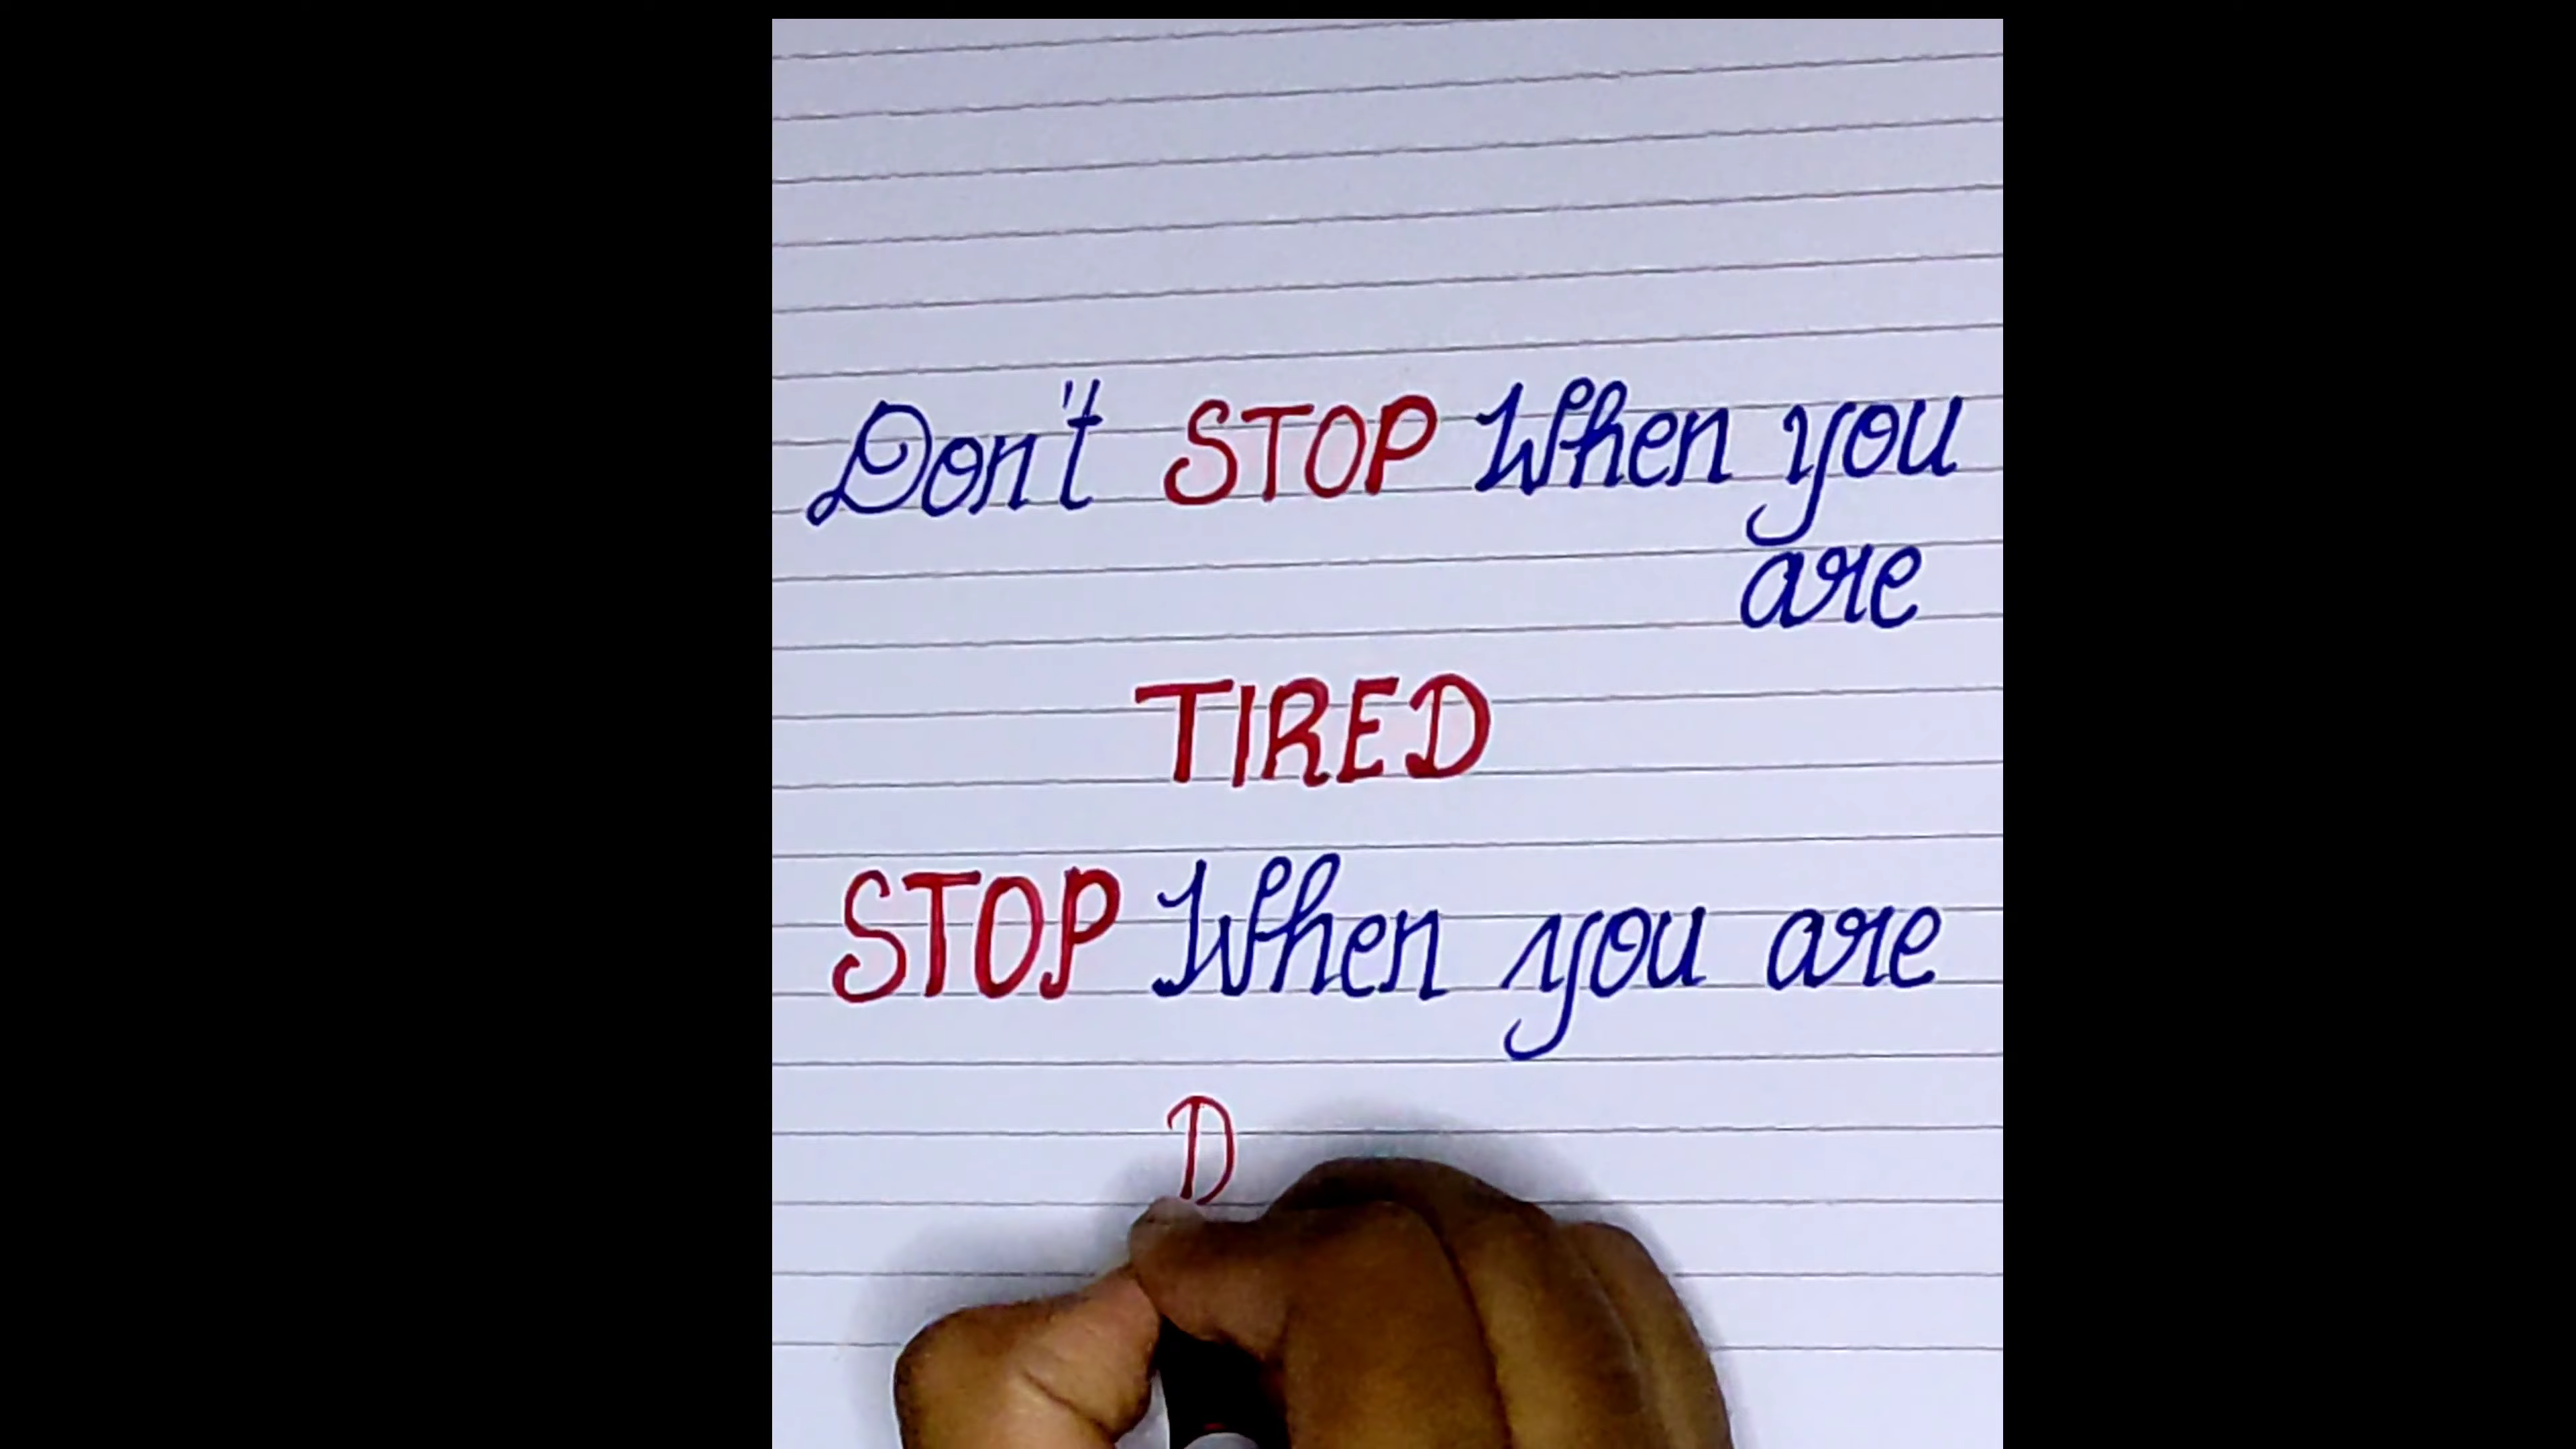 Don't STOP When you
are
TIRED
STOP When you are
D